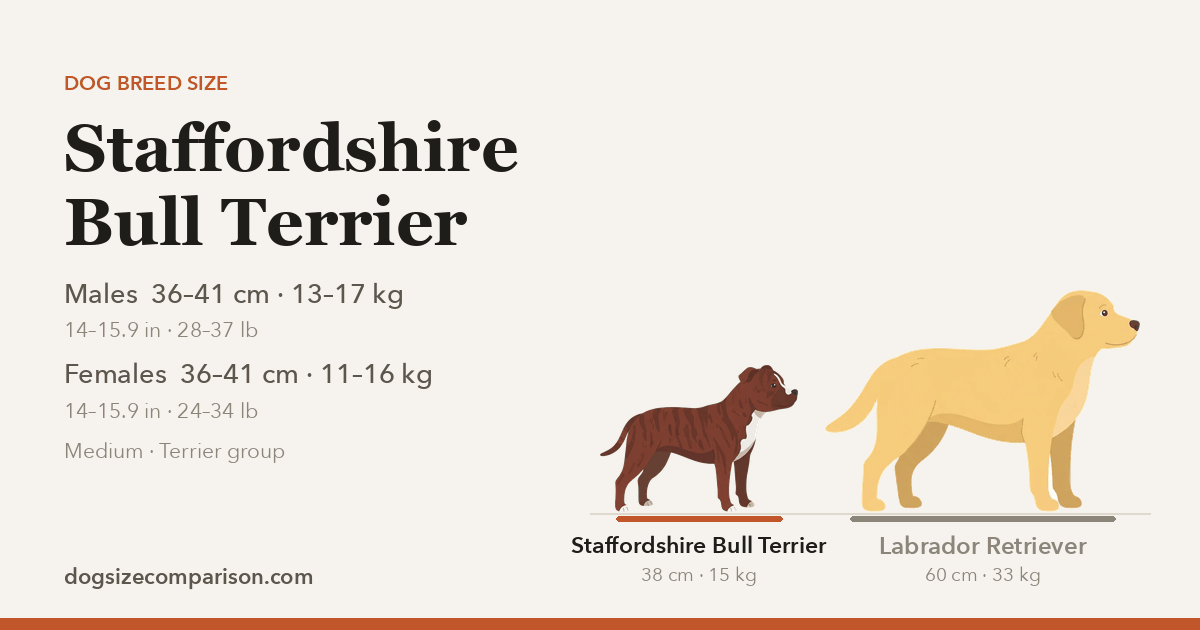 DOG BREED SIZE
Staffordshire
Bull Terrier
Males 36–41 cm · 13–17 kg
14–15.9 in · 28–37 lb
Females 36–41 cm · 11–16 kg
14–15.9 in · 24–34 lb
Medium · Terrier group
Staffordshire Bull Terrier
38 cm · 15 kg
Labrador Retriever
60 cm · 33 kg
dogsizecomparison.com